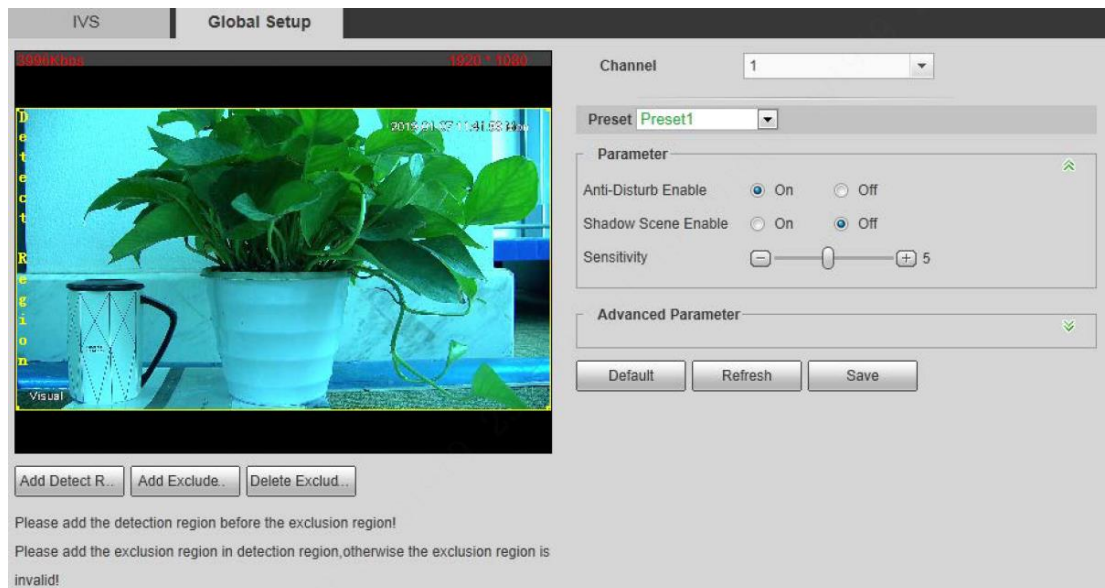 IVS
Global Setup
3996Kbps
1920 * 1080
Detect Region
Visual
Channel
1
Preset Preset1
Parameter
Anti-Disturb Enable On Off
Shadow Scene Enable On Off
Sensitivity 5
Advanced Parameter
Default Refresh Save
Add Detect R... Add Exclude.. Delete Exclud...
Please add the detection region before the exclusion region!
Please add the exclusion region in detection region,otherwise the exclusion region is
invalid!